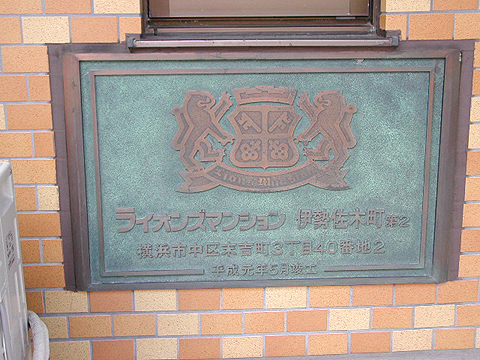 ライオンズマンション 伊勢佐木町第2
横浜市中区末吉町3丁目40番地2
平成元年5月竣工